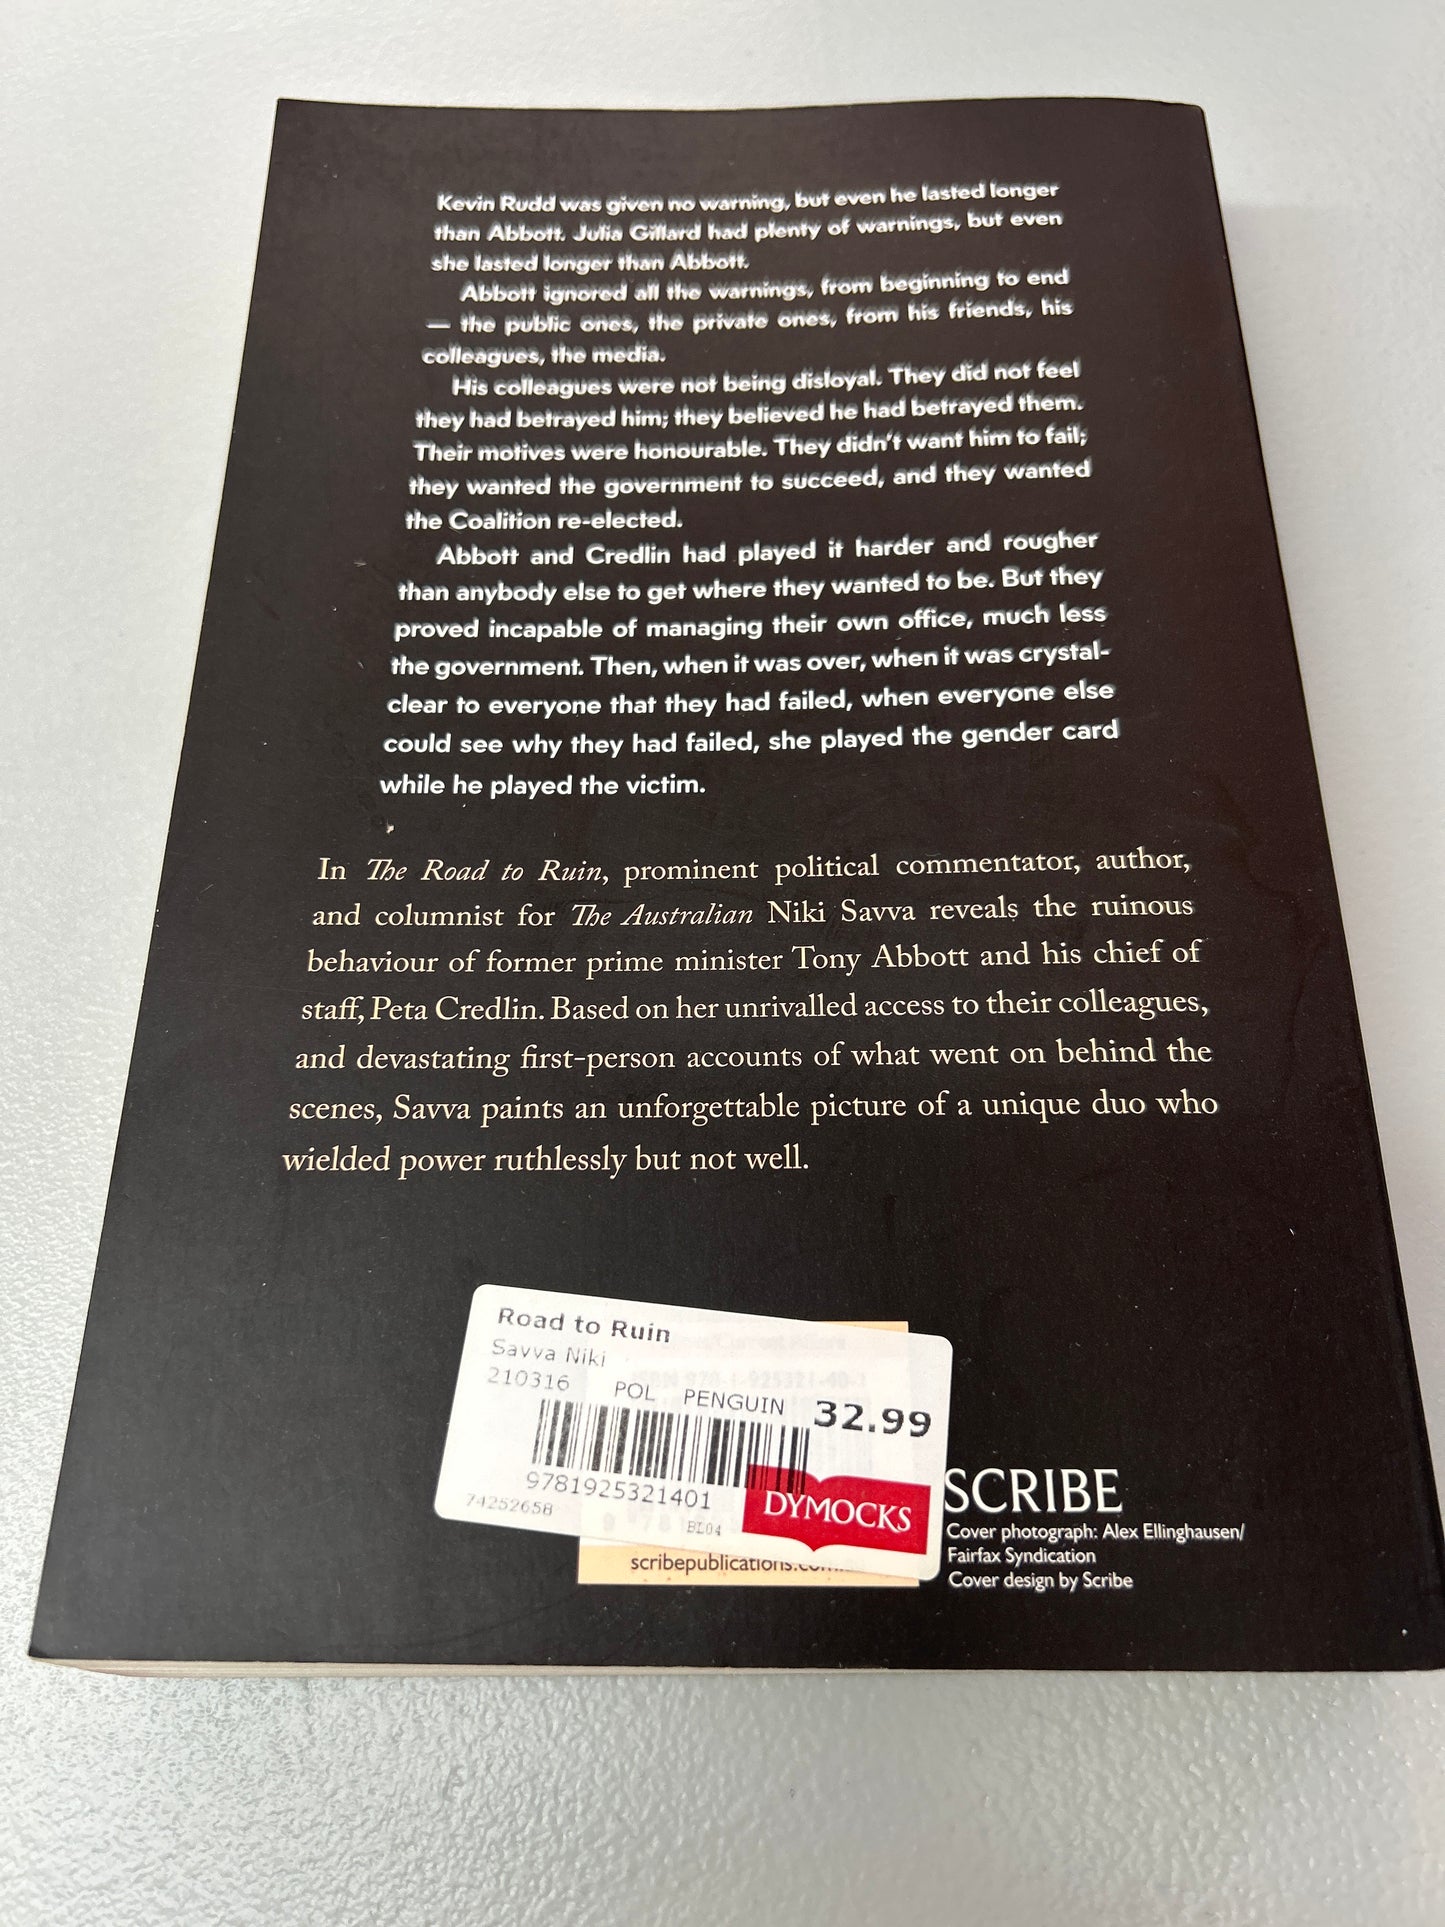 Kevin Rudd was given no warning, but even he lasted longer
than Abbott. Julia Gillard had plenty of warnings, but even
she lasted longer than Abbott.
Abbott ignored all the warnings, from beginning to end
— the public ones, the private ones, from his friends, his
colleagues, the media.
His colleagues were not being disloyal. They did not feel
they had betrayed him; they believed he had betrayed them.
Their motives were honourable. They didn't want him to fail;
they wanted the government to succeed, and they wanted
the Coalition re-elected.
Abbott and Credlin had played it harder and rougher
than anybody else to get where they wanted to be. But they
proved incapable of managing their own office, much less
the government. Then, when it was over, when it was crystal-
clear to everyone that they had failed, when everyone else
could see why they had failed, she played the gender card
while he played the victim.
In The Road to Ruin, prominent political commentator, author,
and columnist for The Australian Niki Savva reveals the ruinous
behaviour of former prime minister Tony Abbott and his chief of
staff, Peta Credlin. Based on her unrivalled access to their colleagues,
and devastating first-person accounts of what went on behind the
scenes, Savva paints an unforgettable picture of a unique duo who
wielded power ruthlessly but not well.
Road to Ruin
Savva Niki
210316 POL PENGUIN 32.99
9781925321401
74252658
BI04
DYMOCKS
SCRIBE
Cover photograph: Alex Ellinghausen/
Fairfax Syndication
Cover design by Scribe